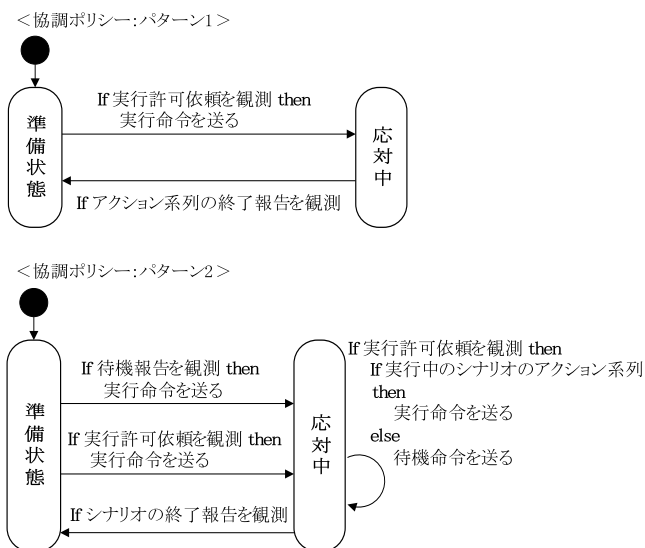 ＜協調ポリシー：パターン1＞
If 実行許可依頼を観測 then
実行命令を送る
準備状態
応対中
If アクション系列の終了報告を観測
＜協調ポリシー：パターン2＞
If 待機報告を観測 then
実行命令を送る
準備状態
If 実行許可依頼を観測 then
実行命令を送る
If シナリオの終了報告を観測
応対中
If 実行許可依頼を観測 then
If 実行中のシナリオのアクション系列
then
実行命令を送る
else
待機命令を送る